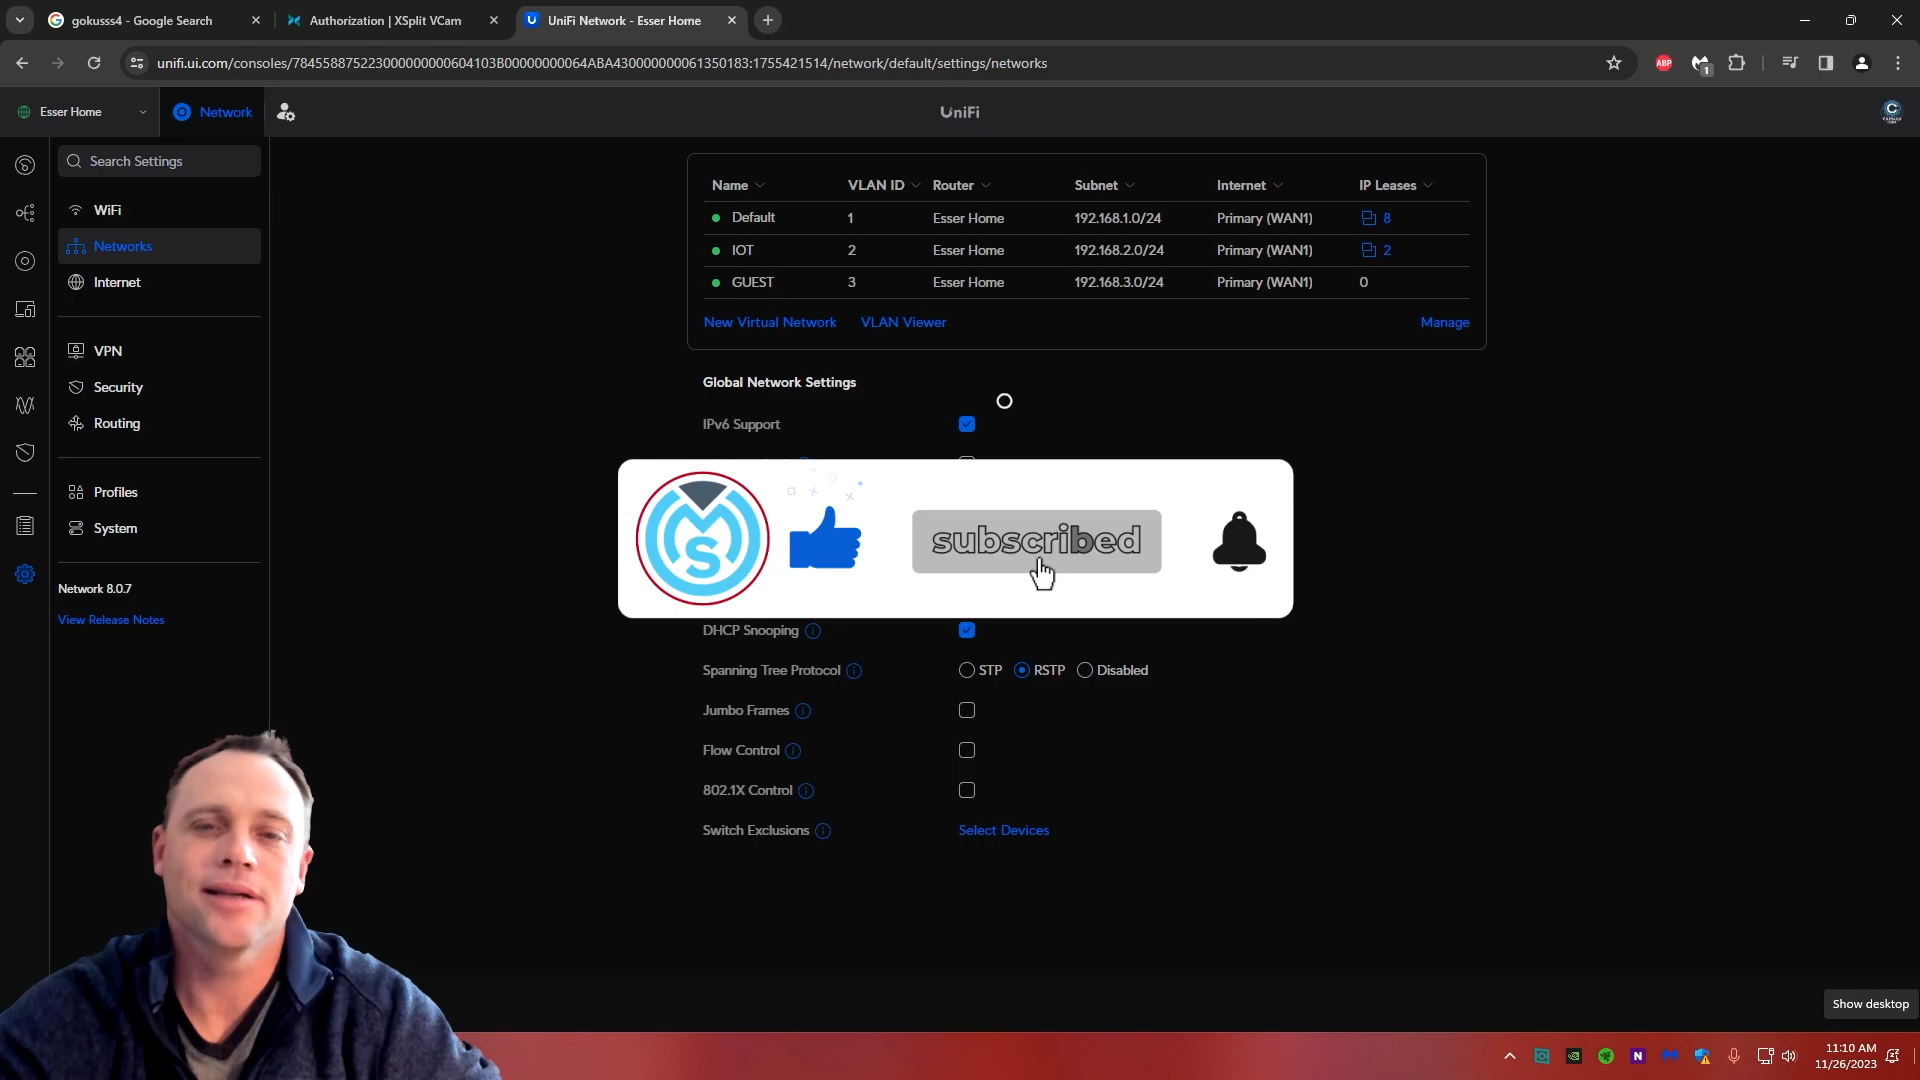 gokusss4 - Google Search
Authorization | XSplit VCam
UniFi Network - Esser Home
unifi.ui.com/consoles/784558875223000000000604103B00000000064ABA430000000061350183:1755421514/network/default/settings/networks
ABP
1
Esser Home
Network
UniFi
Search Settings
WiFi
Networks
Internet
VPN
Security
Routing
Profiles
System
Network 8.0.7
View Release Notes
Name VLAN ID Router Subnet Internet IP Leases
Default 1 Esser Home 192.168.1.0/24 Primary (WAN1) 8
IOT 2 Esser Home 192.168.2.0/24 Primary (WAN1) 2
GUEST 3 Esser Home 192.168.3.0/24 Primary (WAN1) 0
New Virtual Network VLAN Viewer Manage
Global Network Settings
IPv6 Support
MS
subscribed
DHCP Snooping
Spanning Tree Protocol STP RSTP Disabled
Jumbo Frames
Flow Control
802.1X Control
Switch Exclusions Select Devices
Show desktop
11:10 AM
11/26/2023